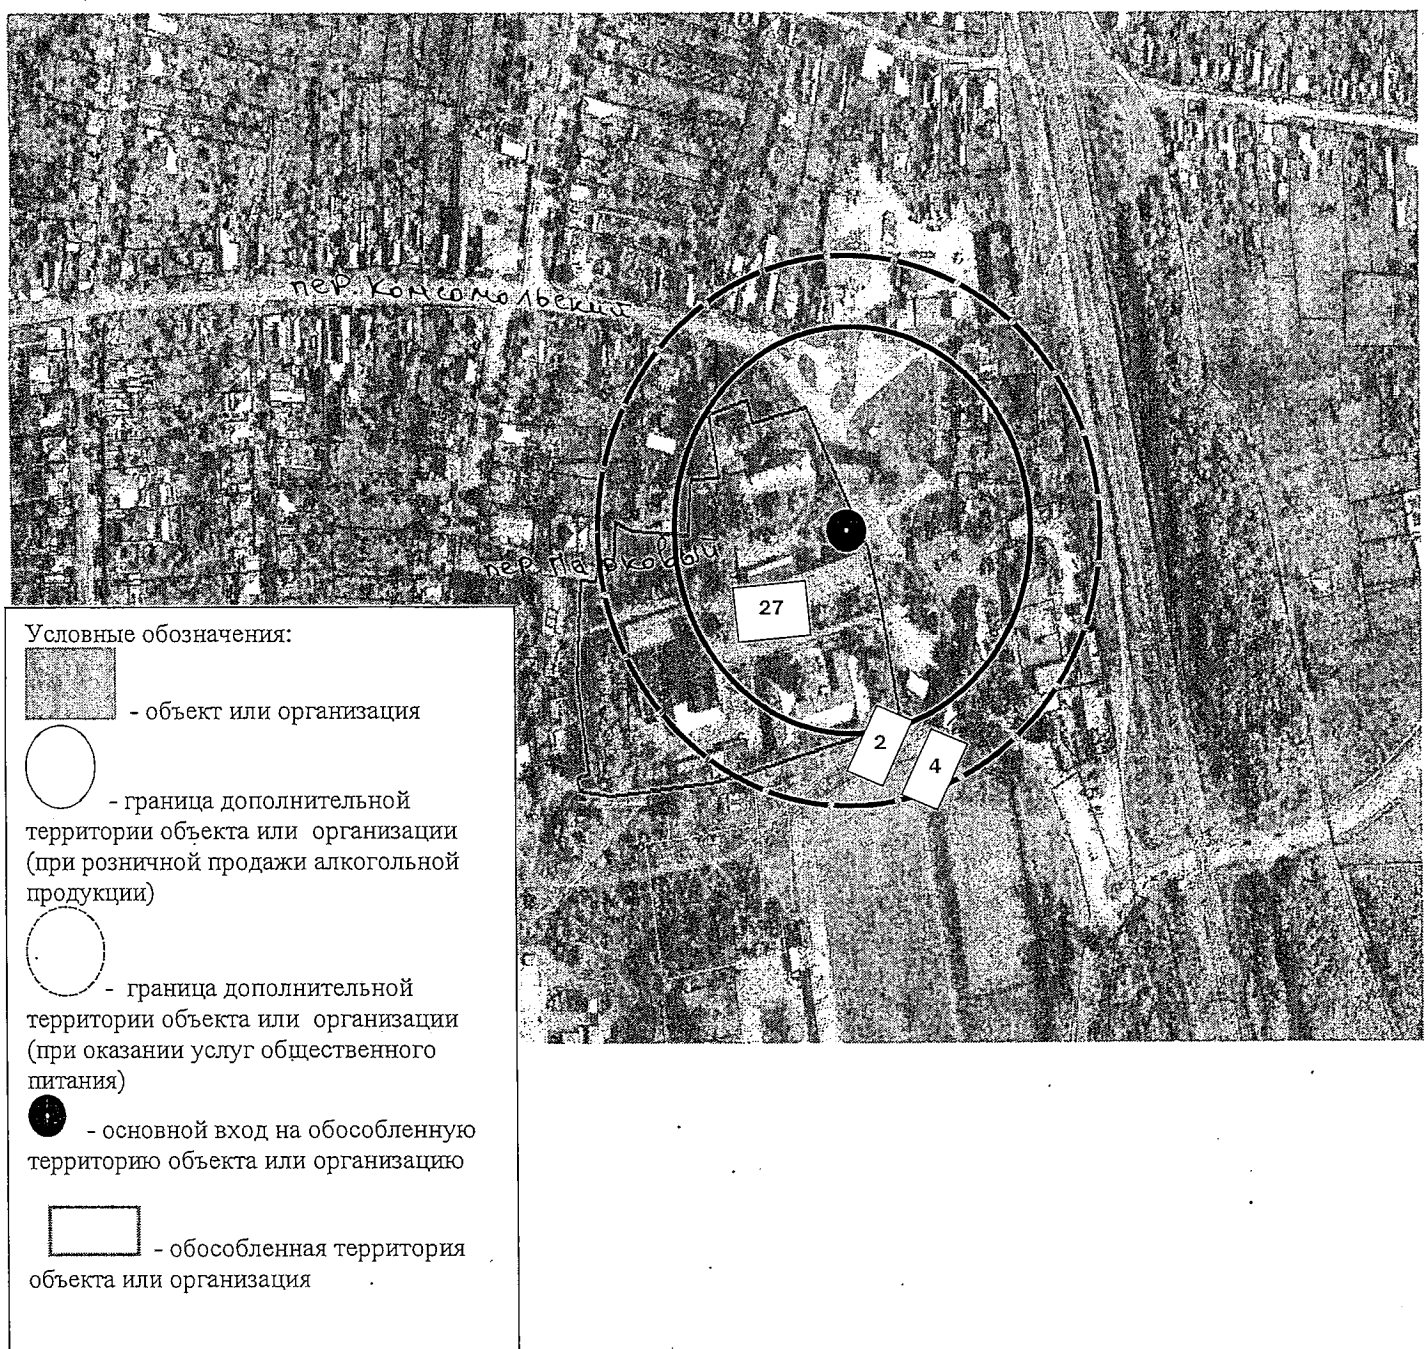 пер Комсомольский
пер. Парковый
27
2
4
Условные обозначения:
- объект или организация
- граница дополнительной
территории объекта или организации
(при розничной продажи алкогольной
продукции)
- граница дополнительной
территории объекта или организации
(при оказании услуг общественного
питания)
- основной вход на обособленную
территорию объекта или организацию
- обособленная территория
объекта или организация